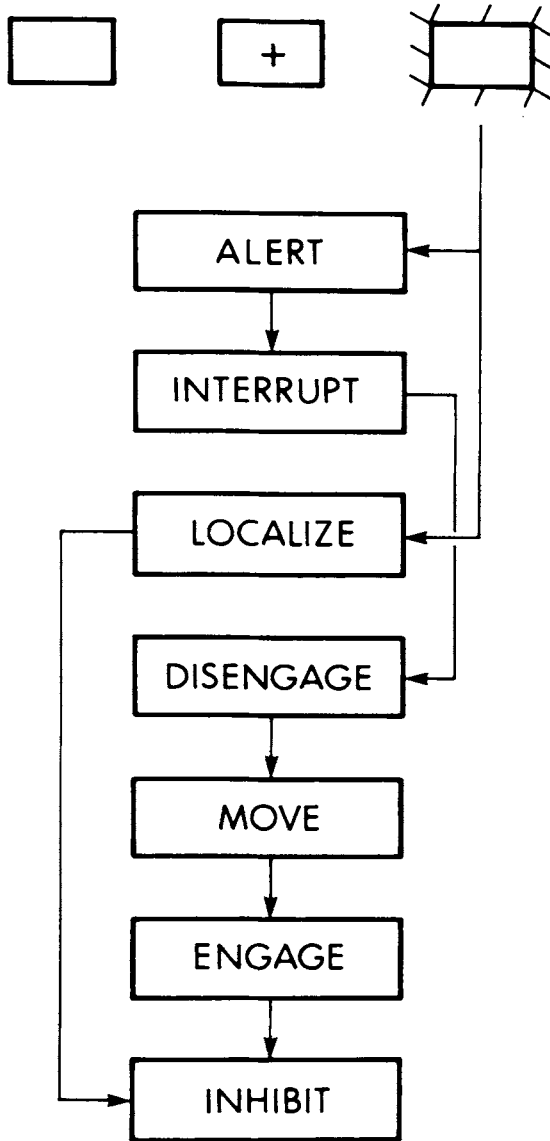 +
ALERT
INTERRUPT
LOCALIZE
DISENGAGE
MOVE
ENGAGE
INHIBIT